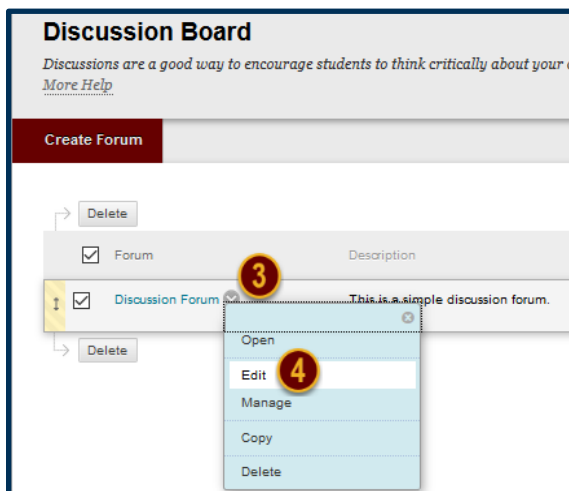 Discussion Board
Discussions are a good way to encourage students to think critically about your
More Help
Create Forum
Delete
Forum Description
3
Discussion Forum This is a simple discussion forum.
Delete
Open
Edit 4
Manage
Copy
Delete